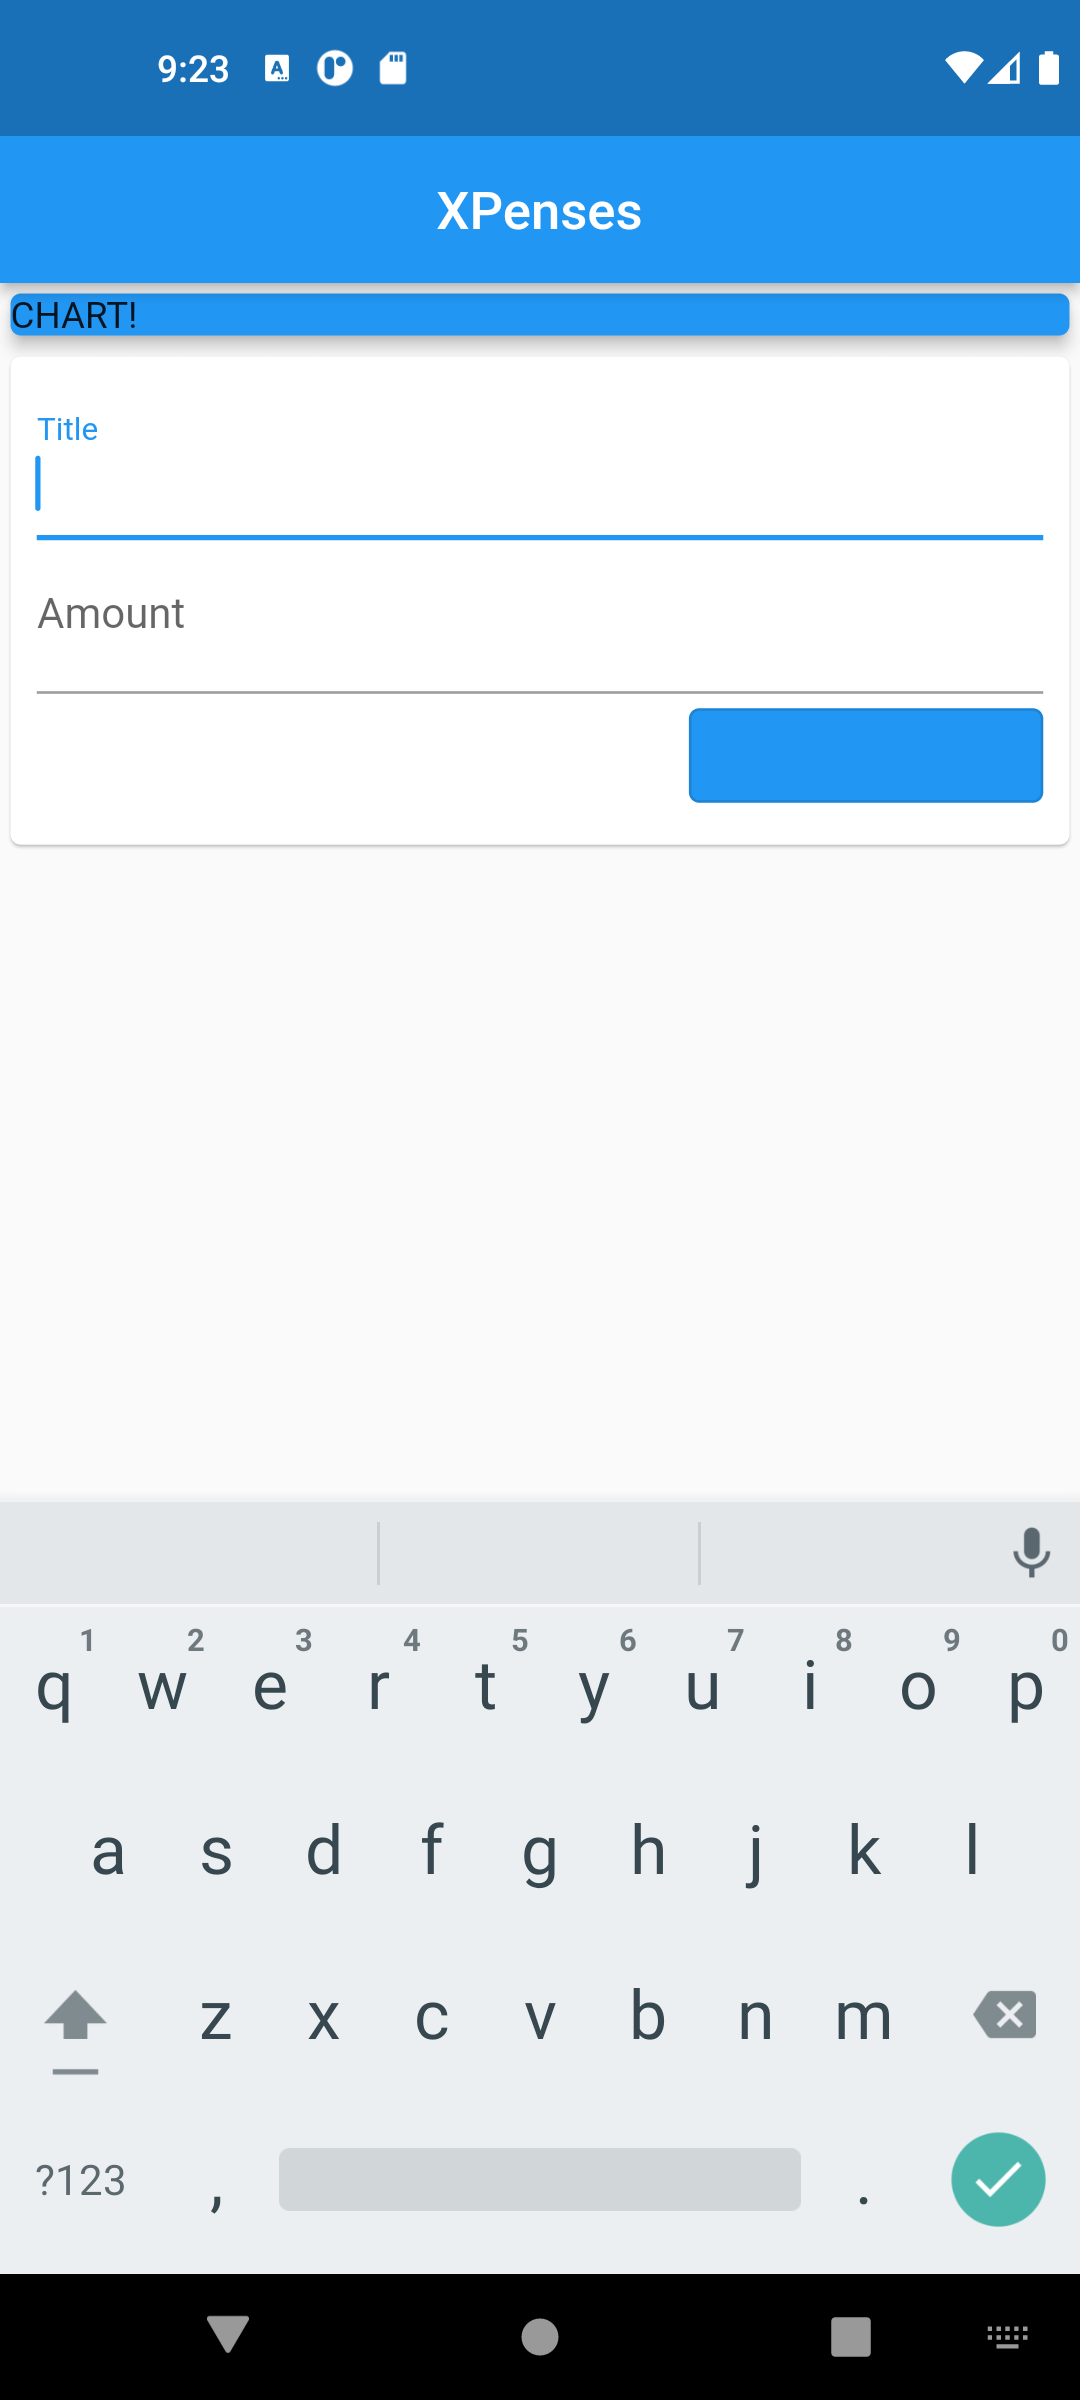 9:23
XPenses
CHART!
Title
Amount
1 2 3 4 5 6 7 8 9 0
q w e r t y u i o p
a s d f g h j k l
z x c v b n m
?123 , .